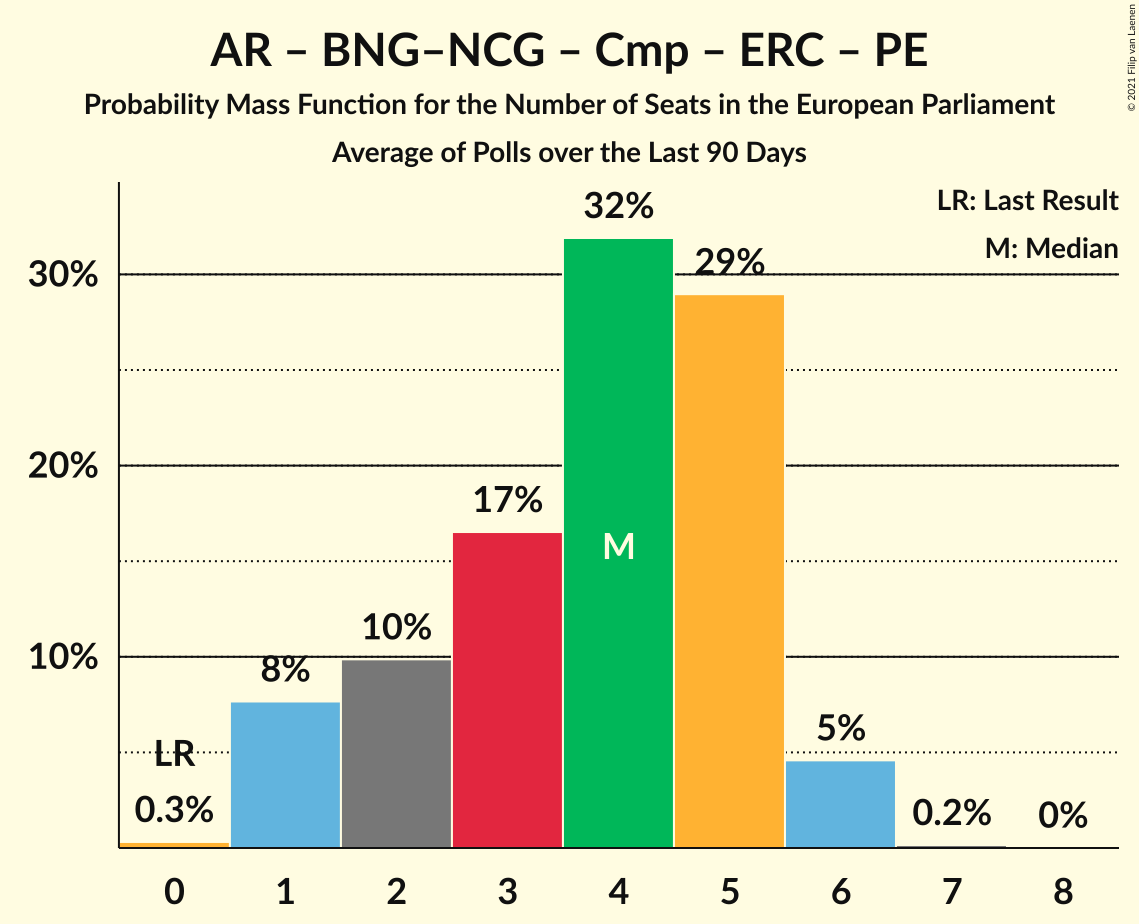 AR – BNG–NCG – Cmp – ERC – PE
Probability Mass Function for the Number of Seats in the European Parliament
Average of Polls over the Last 90 Days
© 2021 Filip van Laenen
LR: Last Result
M: Median
30%
20%
10%
LR
0.3%
8%
10%
17%
32%
M
29%
5%
0.2%
0%
0 1 2 3 4 5 6 7 8